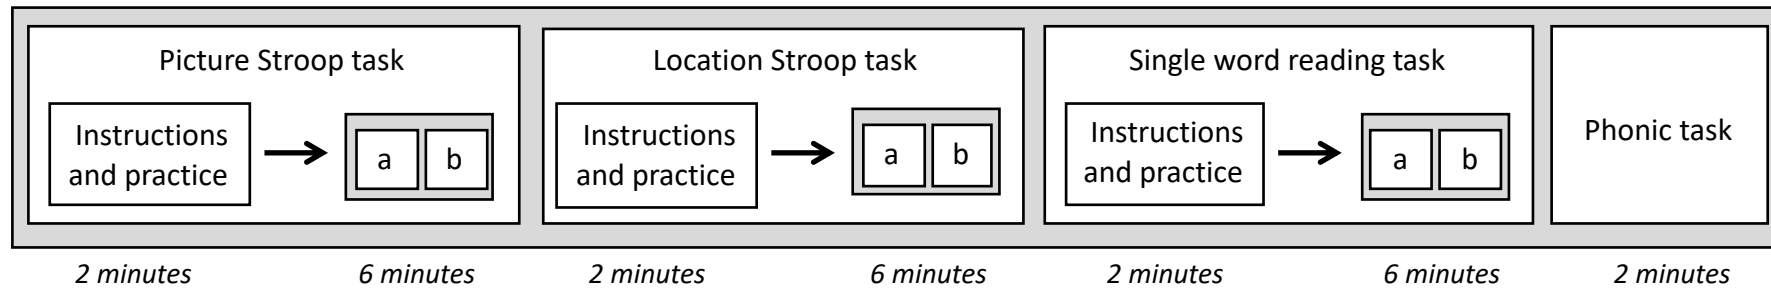 Picture Stroop task
Instructions
and practice
a
b
Location Stroop task
Instructions
and practice
a
b
Single word reading task
Instructions
and practice
a
b
Phonic task
2 minutes
6 minutes
2 minutes
6 minutes
2 minutes
6 minutes
2 minutes